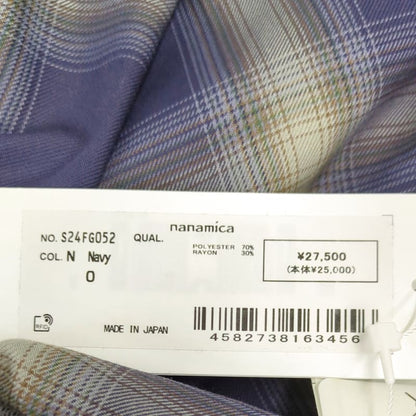 nanamica
NO. S24FG052 QUAL.
POLYESTER 70%
RAYON 30%
COL. N Navy
0
¥27,500
(本体¥25,000)
RFID
MADE IN JAPAN
4582738163456